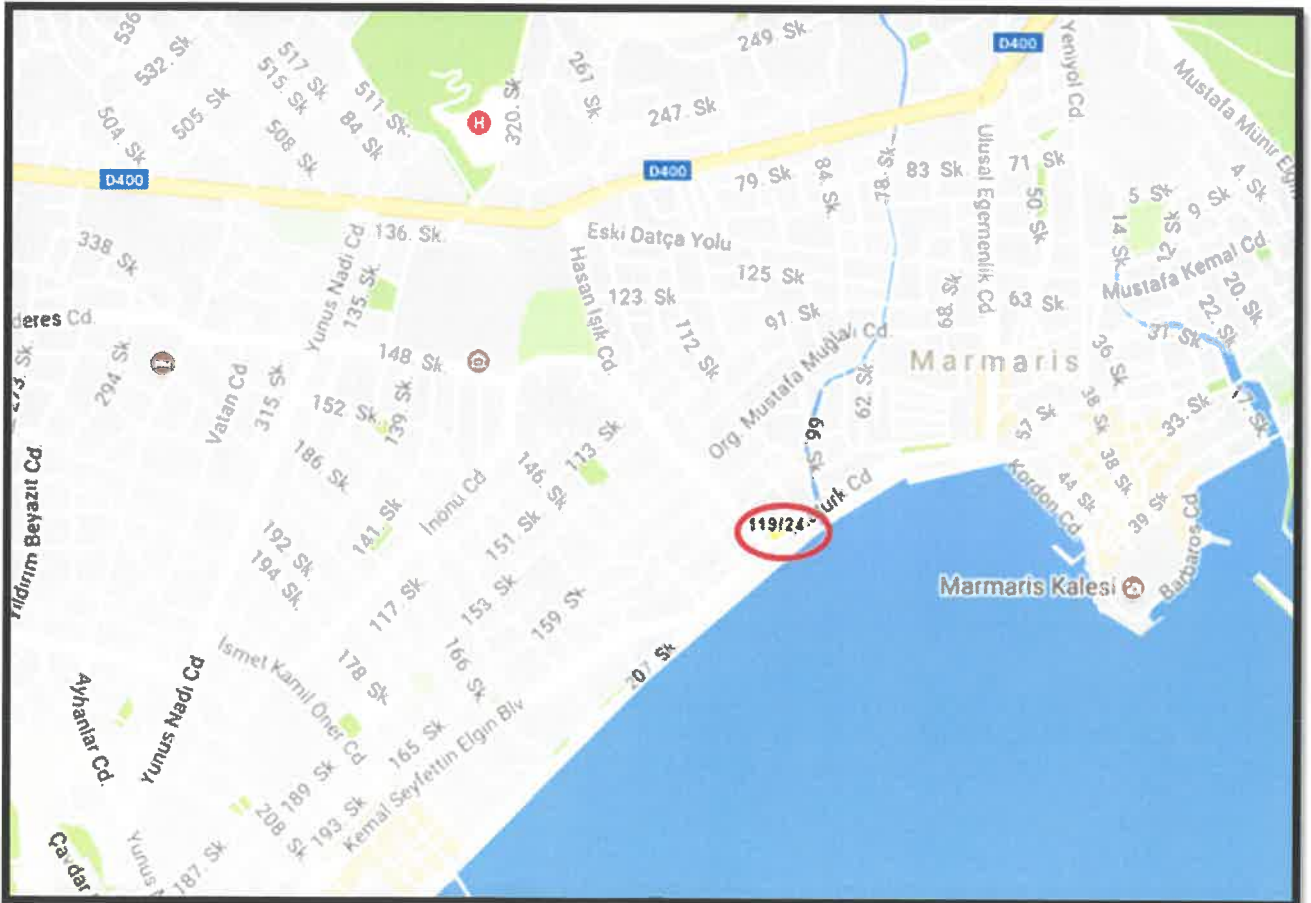 536
532. Sk.
517. Sk
515. Sk
511. Sk.
84. Sk
504. Sk
505. Sk
508. Sk
320. Sk
H
261 Sk
249. Sk.
247. Sk
D400
D400
D400
Yeniyol Cd.
Mustafa Münir Elgin
79. Sk
84. Sk.
78. Sk
83 Sk.
Ulusal Egemenlik Cd
71 Sk
50. Sk
5 Sk
9 Sk
4. Sk
14. Sk
12 Sk
338 Sk
136. Sk.
Yunus Nadi Cd
135. Sk.
Eski Datça Yolu
Hasan Işık Cd.
125 Sk
123. Sk
112 Sk
91. Sk
68. Sk
63 Sk.
Mustafa Kemal Cd.
20. Sk
22. Sk
31. Sk
deres Cd.
273. Sk.
294. Sk
148 Sk.
Org. Mustafa Muğlalı Cd.
Marmaris
36 Sk
Vatan Cd
315. Sk
152 Sk.
139. Sk
62. Sk
66. Sk.
57 Sk
38 Sk
33. Sk
17. Sk
186. Sk
113. Sk
146. Sk
İnönü Cd
38 Sk
44 Sk
39. Sk
Kordon Cd
Yıldırım Beyazıt Cd.
192 Sk.
194. Sk.
141. Sk
151. Sk
119/24
ürk Cd
117. Sk
153 Sk
159. Sk
Marmaris Kalesi
Barbaros Cd
İsmet Kamil Öner Cd
178 Sk
166 Sk
207 Sk
Ayhanlar Cd.
Yunus Nadi Cd
165 Sk
Kemal Seyfettin Elgin Blv
189 Sk
208 Sk
193. Sk
187. Sk
Yunus
Çavdar